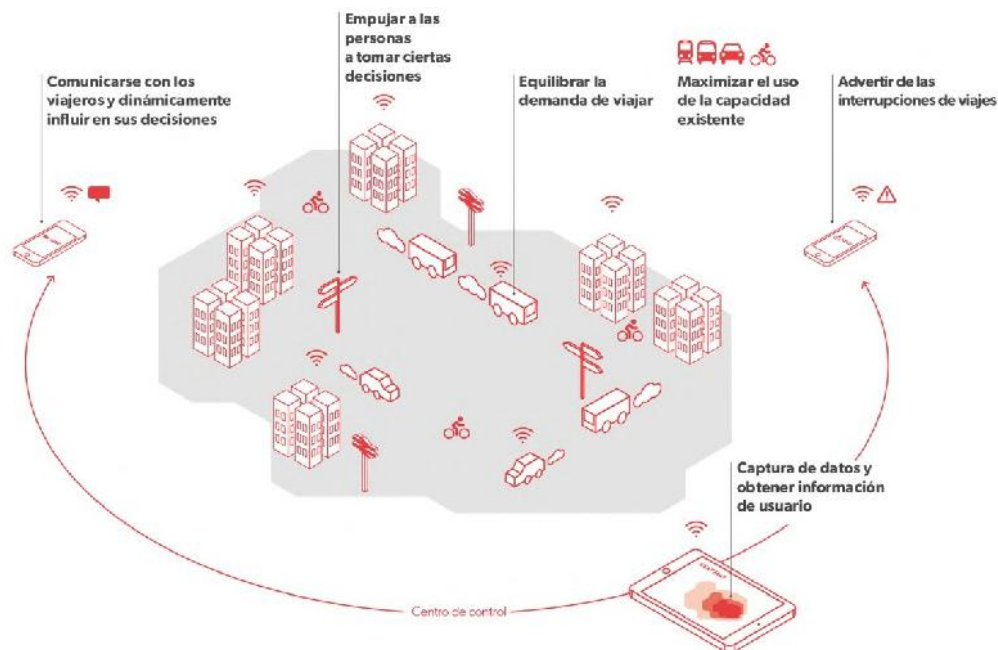 Empujar a las
personas
a tomar ciertas
decisiones
Comunicarse con los
viajeros y dinámicamente
influir en sus decisiones
Equilibrar la
demanda de viajar
Maximizar el uso
de la capacidad
existente
Advertir de las
interrupciones de viajes
Captura de datos y
obtener información
de usuario
Centro de control